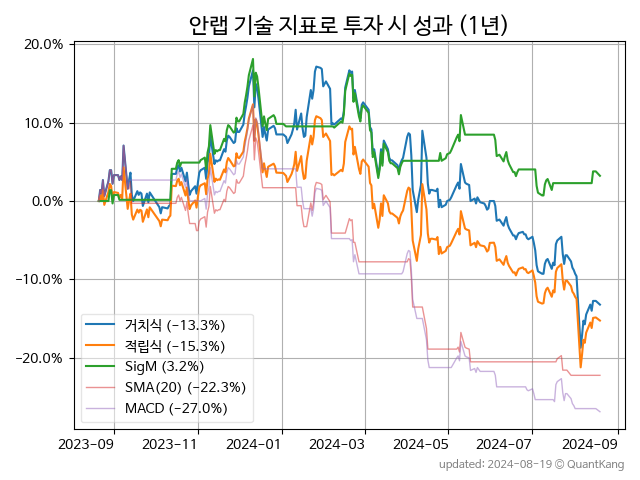 안랩 기술 지표로 투자 시 성과 (1년)
20.0%
10.0%
0.0%
−10.0%
−20.0%
거치식 (−13.3%)
적립식 (−15.3%)
SigM (3.2%)
SMA(20) (−22.3%)
MACD (−27.0%)
2023−09 2023−11 2024−01 2024−03 2024−05 2024−07 2024−09
updated: 2024−08−19 ⓒ QuantKang